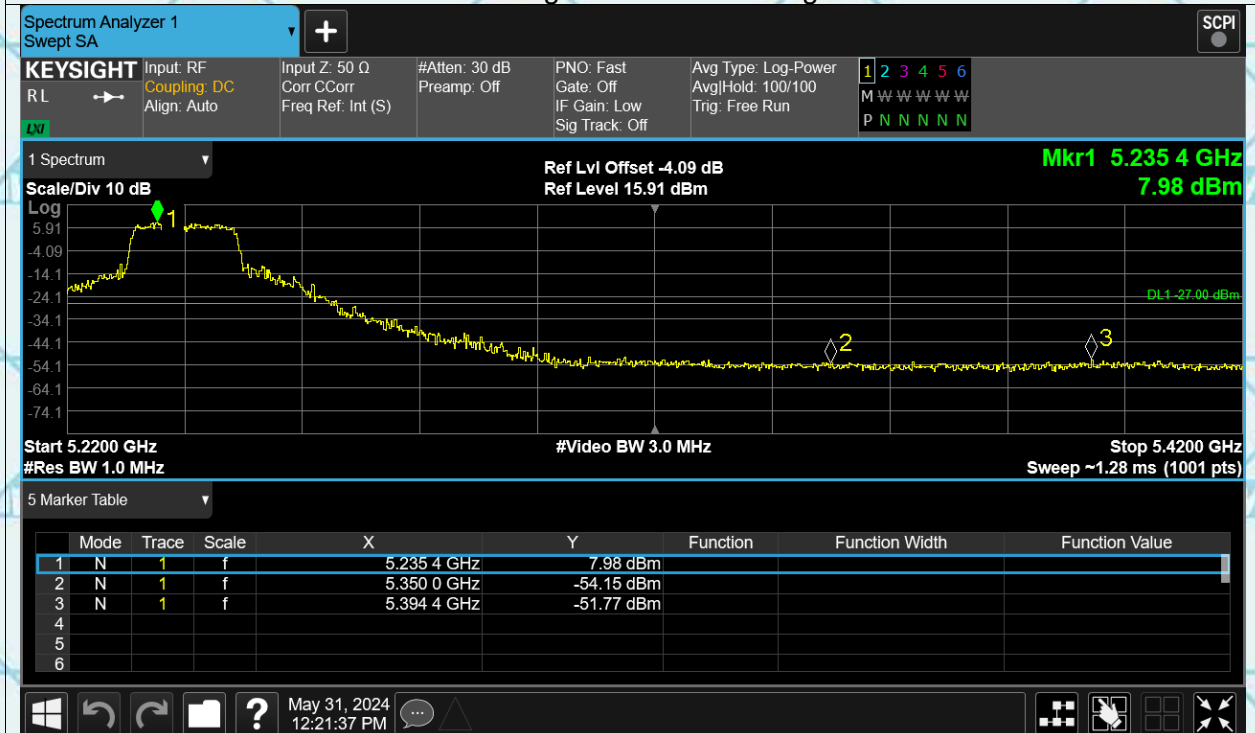 Spectrum Analyzer 1
Swept SA
SCPI
KEYSIGHT
R L
LXI
Input: RF
Coupling: DC
Align: Auto
Input Z: 50 Ω
Corr CCorr
Freq Ref: Int (S)
#Atten: 30 dB
Preamp: Off
PNO: Fast
Gate: Off
IF Gain: Low
Sig Track: Off
Avg Type: Log-Power
Avg|Hold: 100/100
Trig: Free Run
1 2 3 4 5 6
M W W W W W
P N N N N N N
1 Spectrum
Ref Lvl Offset -4.09 dB
Mkr1 5.235 4 GHz
Scale/Div 10 dB
Ref Level 15.91 dBm
7.98 dBm
Log
5.91
-4.09
-14.1
-24.1
-34.1
-44.1
-54.1
-64.1
-74.1
1
2
3
DL1 -27.00 dBm
Start 5.2200 GHz
#Video BW 3.0 MHz
Stop 5.4200 GHz
#Res BW 1.0 MHz
Sweep ~1.28 ms (1001 pts)
5 Marker Table
Mode Trace Scale X Y Function Function Width Function Value
1 N 1 f 5.235 4 GHz 7.98 dBm
2 N 1 f 5.350 0 GHz -54.15 dBm
3 N 1 f 5.394 4 GHz -51.77 dBm
4
5
6
?
May 31, 2024
12:21:37 PM